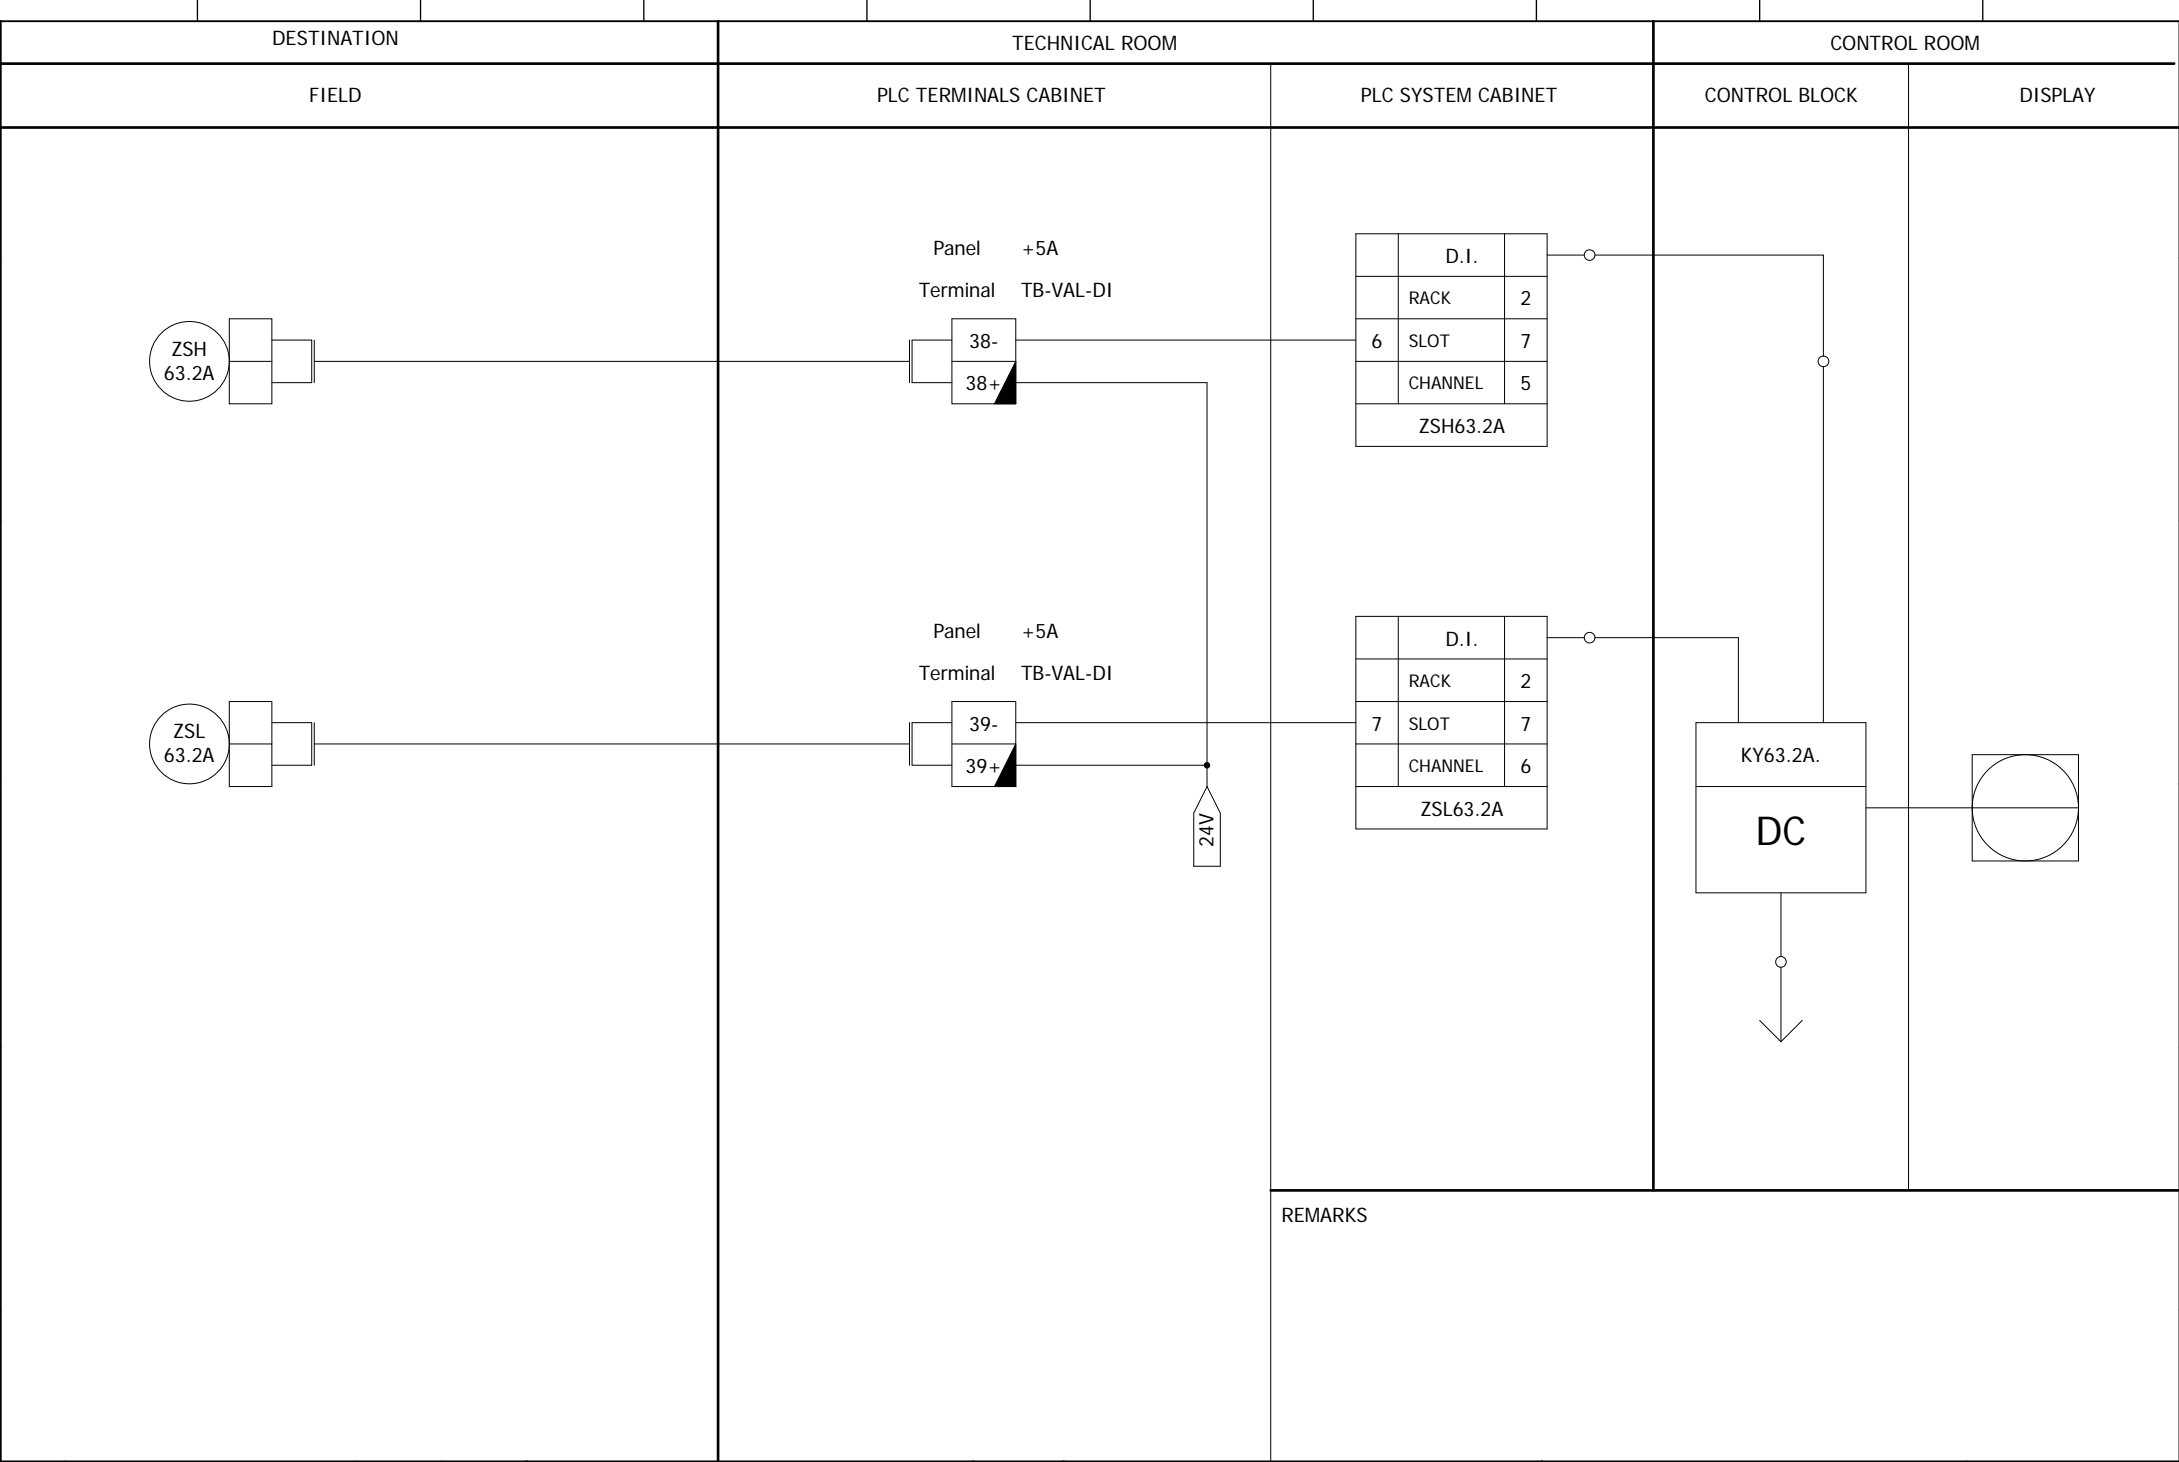 DESTINATION
TECHNICAL ROOM
CONTROL ROOM
FIELD
PLC TERMINALS CABINET
PLC SYSTEM CABINET
CONTROL BLOCK
DISPLAY
Panel +5A
Terminal TB-VAL-DI
ZSH
63.2A
38-
38+
D.I.
RACK 2
6 SLOT 7
CHANNEL 5
ZSH63.2A
Panel +5A
Terminal TB-VAL-DI
ZSL
63.2A
39-
39+
24V
D.I.
RACK 2
7 SLOT 7
CHANNEL 6
ZSL63.2A
KY63.2A.
DC
REMARKS